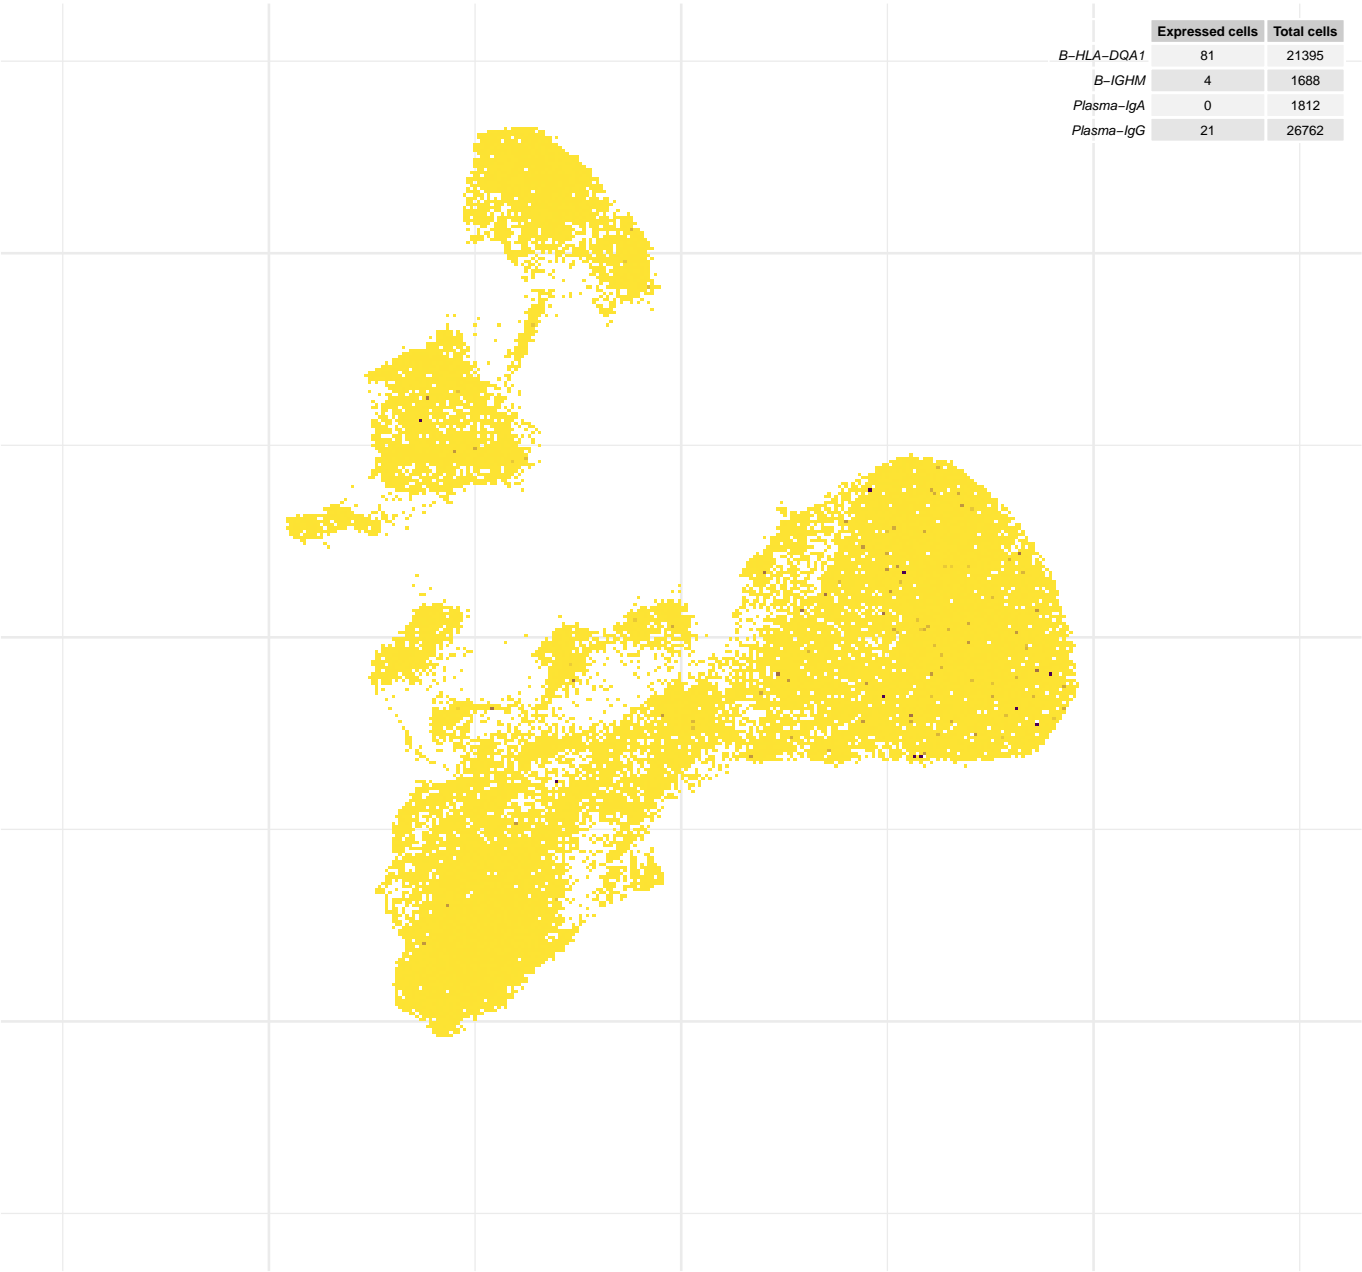 Expressed cells Total cells
B−HLA−DQA1 81 21395
B−IGHM 4 1688
Plasma−IgA 0 1812
Plasma−IgG 21 26762